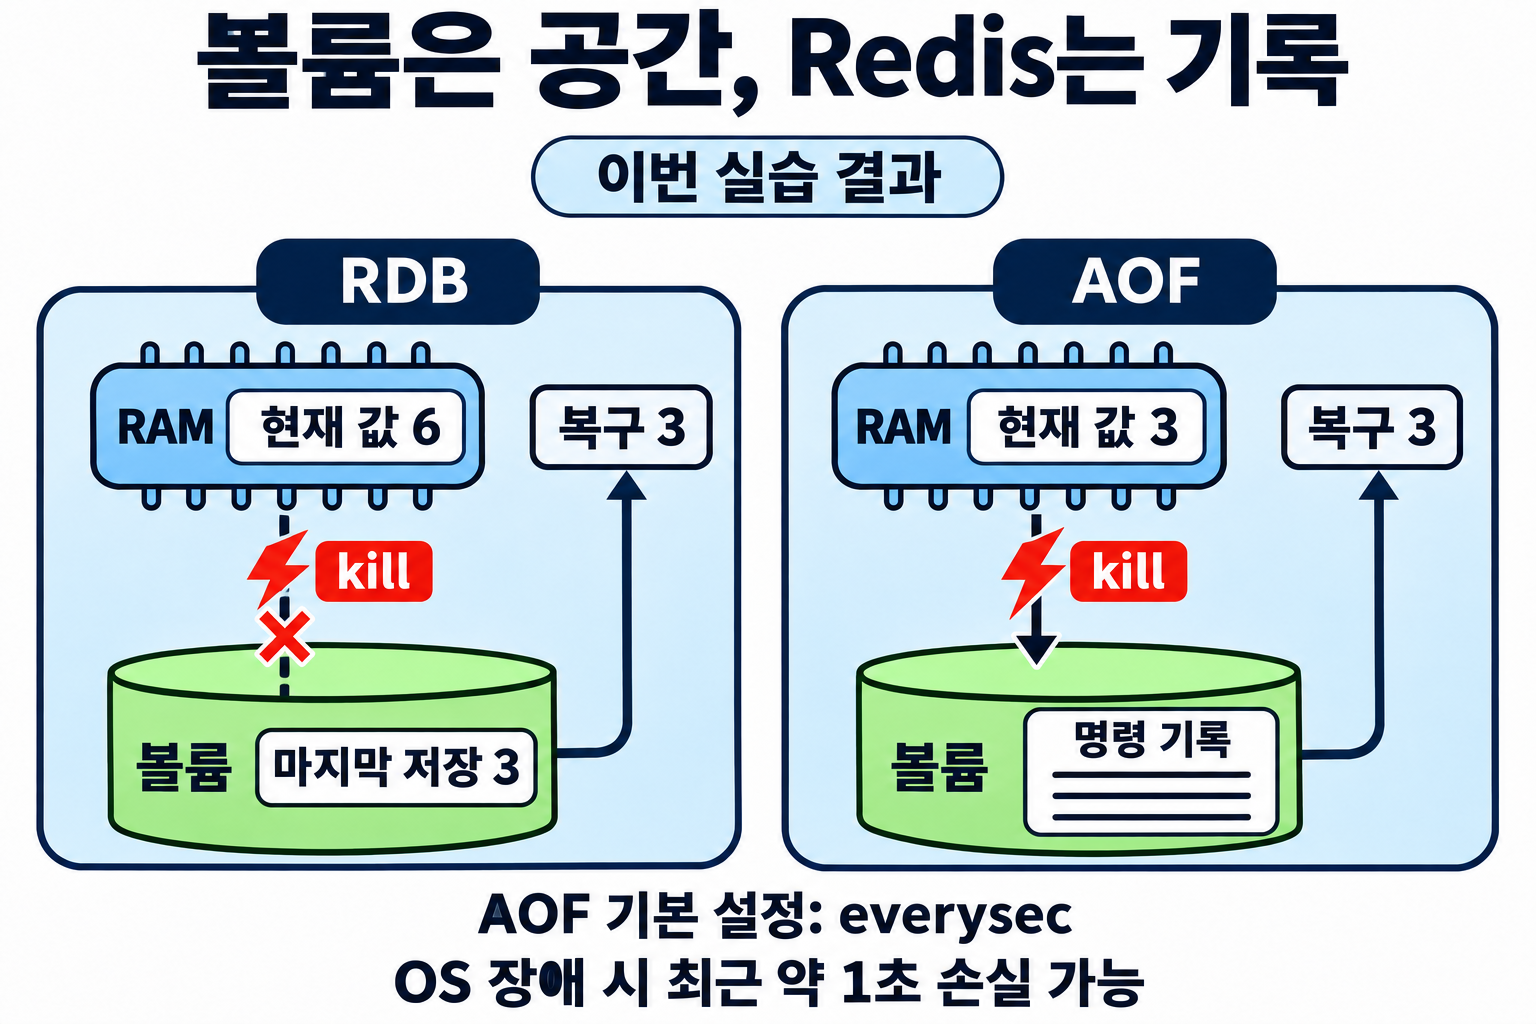 볼륨은 공간, Redis는 기록
이번 실습 결과
RDB
RAM
현재 값 6
복구 3
kill
볼륨
마지막 저장 3
AOF
RAM
현재 값 3
복구 3
kill
볼륨
명령 기록
AOF 기본 설정: everysec
OS 장애 시 최근 약 1초 손실 가능